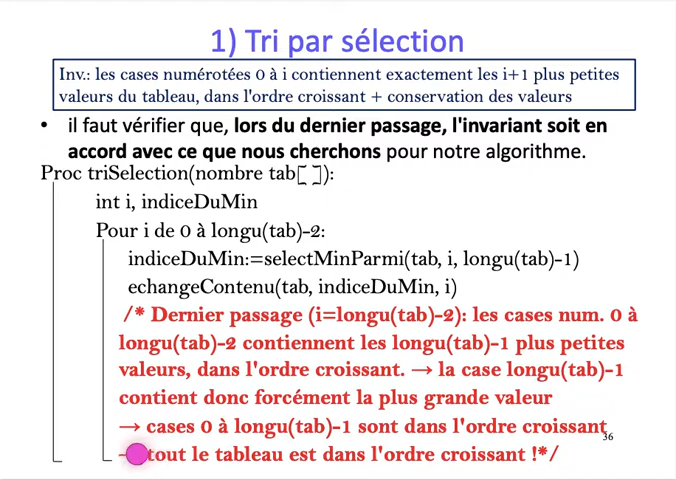 1) Tri par sélection
Inv.: les cases numérotées 0 à i contiennent exactement les i+1 plus petites
valeurs du tableau, dans l'ordre croissant + conservation des valeurs
• il faut vérifier que, lors du dernier passage, l'invariant soit en
accord avec ce que nous cherchons pour notre algorithme.
Proc triSelection(nombre tab[ ]):
int i, indiceDuMin
Pour i de 0 à longu(tab)-2:
indiceDuMin:=selectMinParmi(tab, i, longu(tab)-1)
echangeContenu(tab, indiceDuMin, i)
/* Dernier passage (i=longu(tab)-2): les cases num. 0 à
longu(tab)-2 contiennent les longu(tab)-1 plus petites
valeurs, dans l'ordre croissant. → la case longu(tab)-1
contient donc forcément la plus grande valeur
→ cases 0 à longu(tab)-1 sont dans l'ordre croissant
36
tout le tableau est dans l'ordre croissant !*/